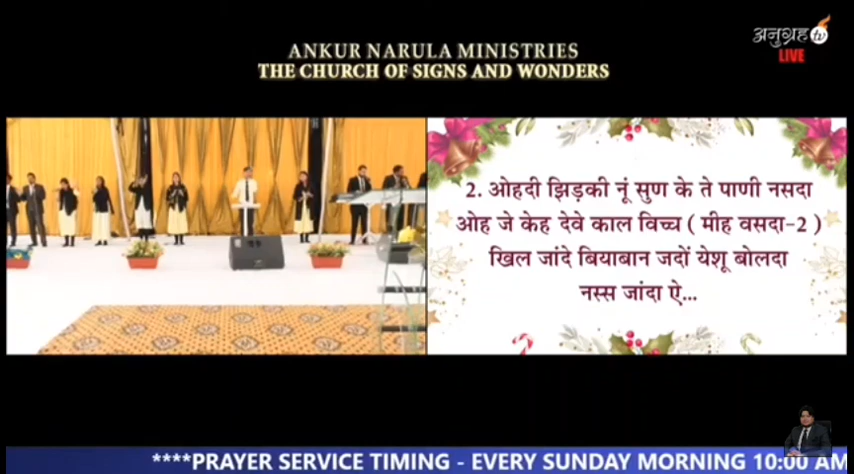 ANKUR NARULA MINISTRIES
THE CHURCH OF SIGNS AND WONDERS
अनुग्रह tv
LIVE
2. ओहदी झिड़की नूं सुण के ते पाणी नसदा
ओह जे केह देवे काल विच्च ( मीह वसदा-2 )
खिल जांदे बियाबान जदों येशू बोलदा
नस्स जांदा ऐ...
****PRAYER SERVICE TIMING - EVERY SUNDAY MORNING 10:00 AM